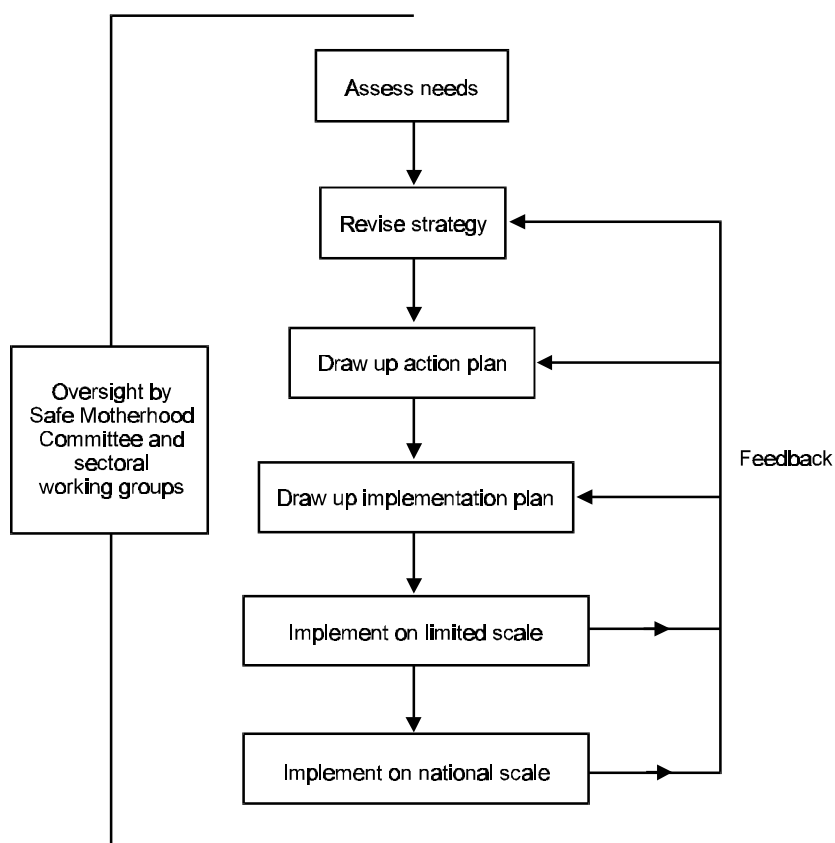 Assess needs
Revise strategy
Draw up action plan
Oversight by
Safe Motherhood
Committee and
sectoral
working groups
Feedback
Draw up implementation plan
Implement on limited scale
Implement on national scale